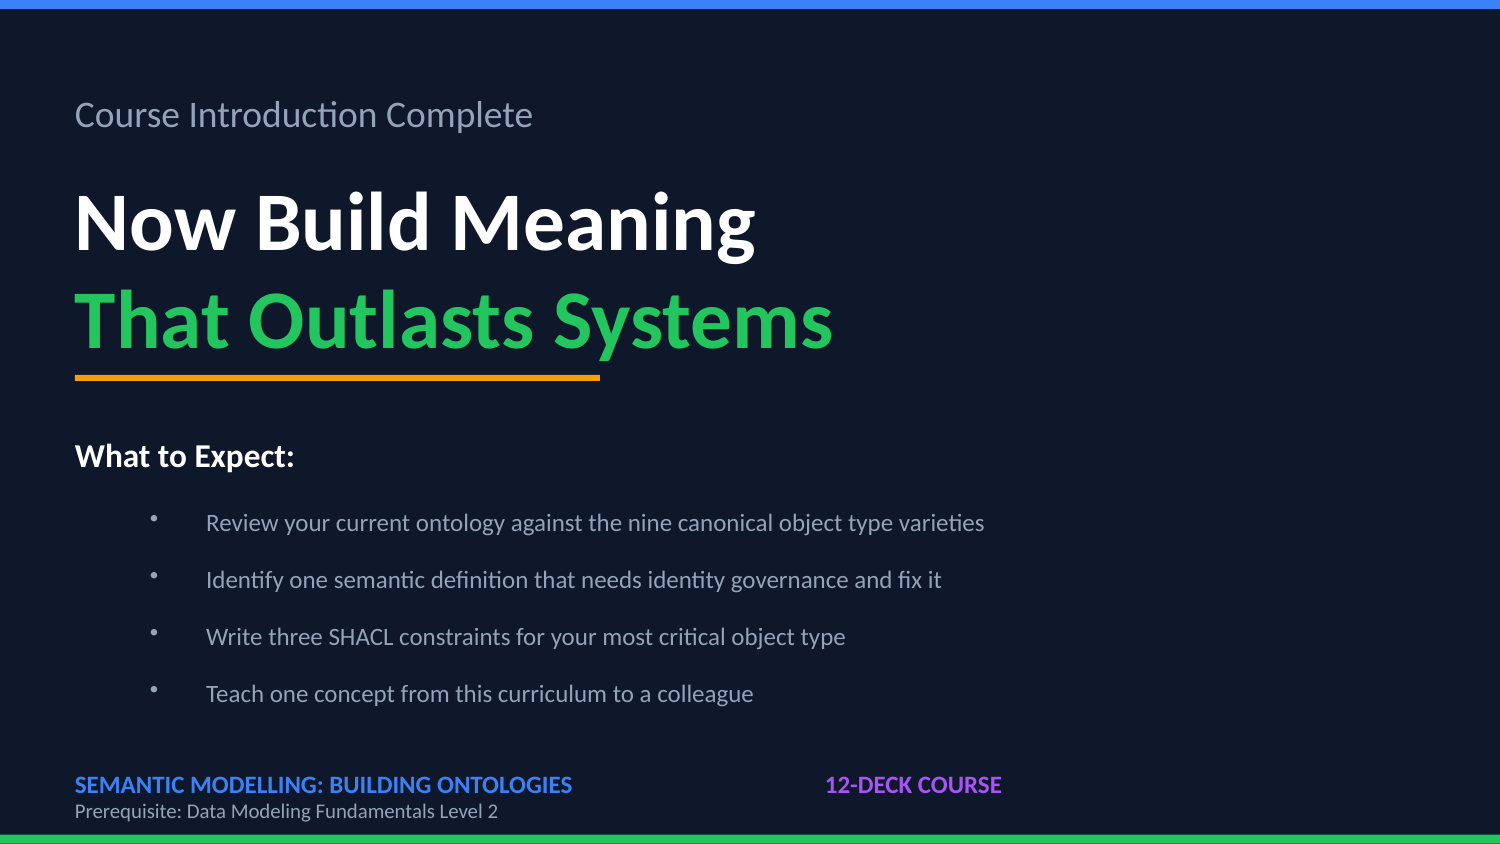 Course Introduction Complete
Now Build Meaning
That Outlasts Systems
What to Expect:
• Review your current ontology against the nine canonical object type varieties
• Identify one semantic definition that needs identity governance and fix it
• Write three SHACL constraints for your most critical object type
• Teach one concept from this curriculum to a colleague
SEMANTIC MODELLING: BUILDING ONTOLOGIES
12-DECK COURSE
Prerequisite: Data Modeling Fundamentals Level 2